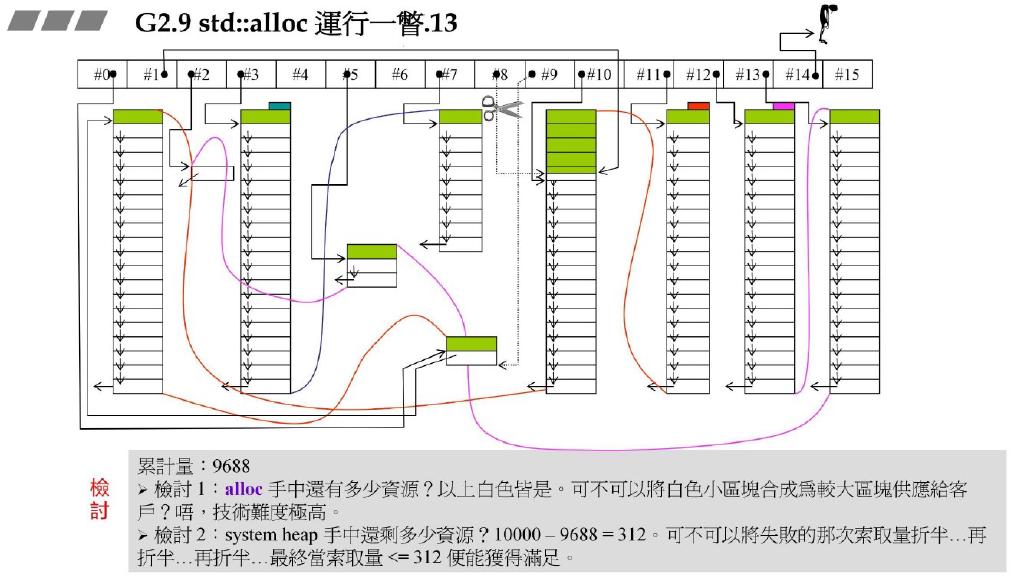 G2.9 std::alloc 運行一瞥.13
#0 #1 #2 #3 #4 #5 #6 #7 #8 #9 #10 #11 #12 #13 #14 #15
檢討
累計量：9688
➢ 檢討 1：alloc 手中還有多少資源？以上白色皆是。可不可以將白色小區塊合成爲較大區塊供應給客
戶？唔，技術難度極高。
➢ 檢討 2：system heap 手中還剩多少資源？10000 – 9688 = 312。可不可以將失敗的那次索取量折半…再
折半…再折半…最終當索取量 <= 312 便能獲得滿足。